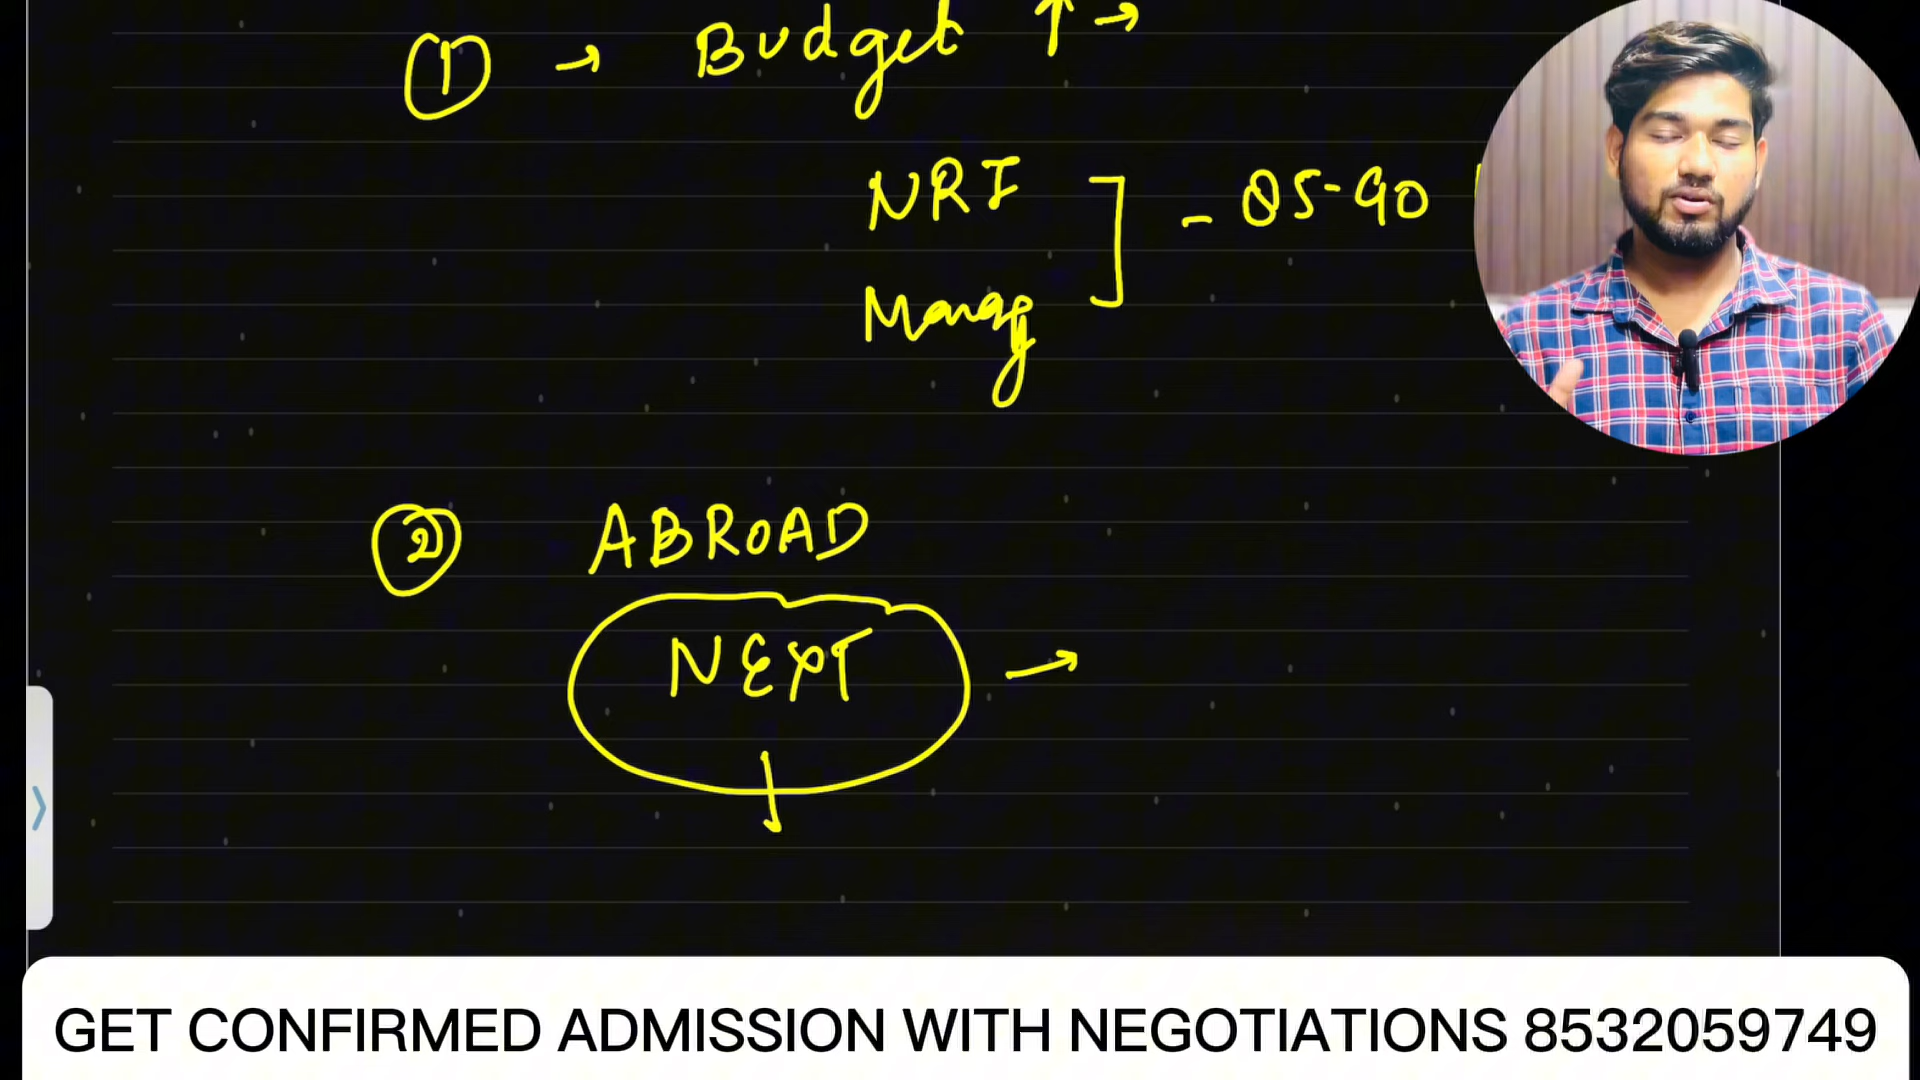 ① → Budget ↑ →
NRI
- 85-90
Manag
② ABROAD
NEXT →
↓
GET CONFIRMED ADMISSION WITH NEGOTIATIONS 8532059749